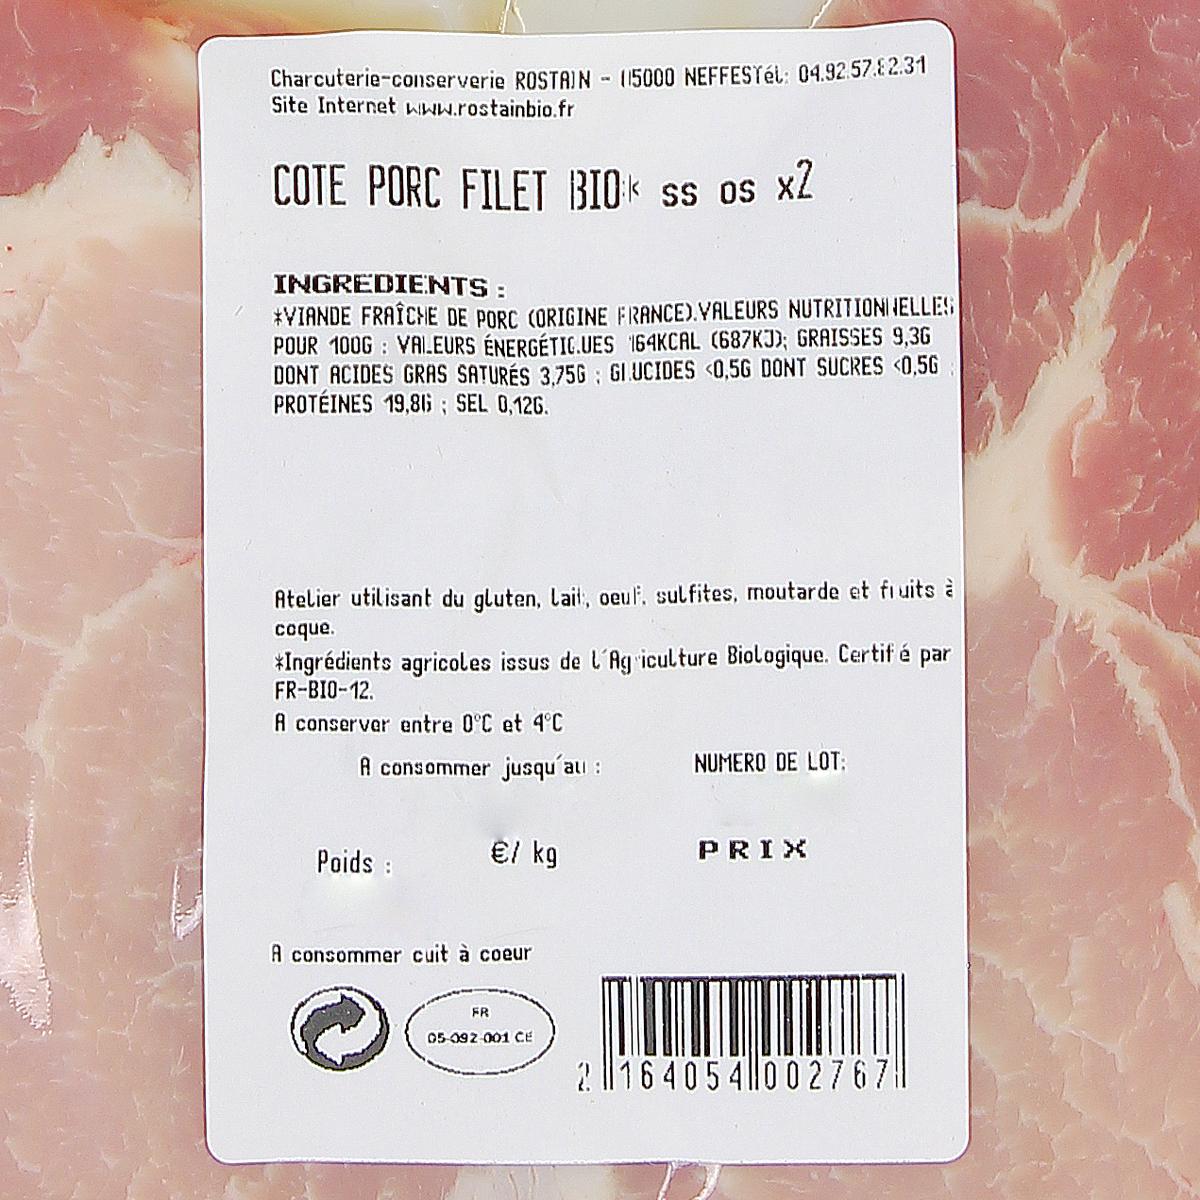 Charcuterie-conserverie ROSTAIN - 05000 NEFFES Tél: 04.92.57.82.31
Site Internet www.rostainbio.fr
COTE PORC FILET BIO* ss os x2
INGREDIENTS :
*VIANDE FRAÎCHE DE PORC (ORIGINE FRANCE).VALEURS NUTRITIONNELLES
POUR 100G : VALEURS ÉNERGÉTIQUES 164KCAL (687KJ); GRAISSES 9,3G
DONT ACIDES GRAS SATURÉS 3,75G ; GLUCIDES <0,5G DONT SUCRES <0,5G ;
PROTÉINES 19,8G ; SEL 0,12G.
Atelier utilisant du gluten, lait, oeuf, sulfites, moutarde et fruits à
coque.
*Ingrédients agricoles issus de l'Agriculture Biologique. Certifié par
FR-BIO-12.
A conserver entre 0°C et 4°C
A consommer jusqu'au : NUMERO DE LOT:
Poids : €/ kg PRIX
A consommer cuit à coeur
FR
05-092-001 CE
2 164054 002767